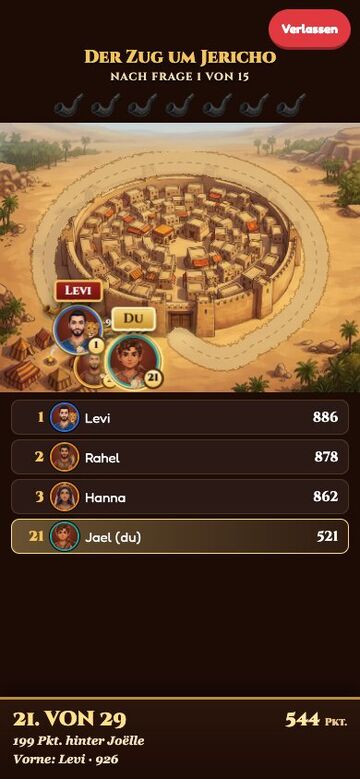 Verlassen
Der Zug um Jericho
nach Frage 1 von 15
Levi
Du
1
21
1 Levi 886
2 Rahel 878
3 Hanna 862
21 Jael (du) 521
21. von 29 544 Pkt.
199 Pkt. hinter Joëlle
Vorne: Levi · 926